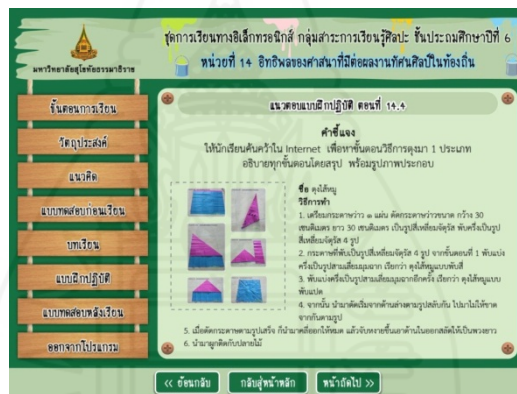 ชุดการเรียนทางอิเล็กทรอนิกส์ กลุ่มสาระการเรียนรู้ศิลปะ ชั้นประถมศึกษาปีที่ 6
หน่วยที่ 14 อิทธิพลของศาสนาที่มีต่อผลงานทัศนศิลป์ในท้องถิ่น
มหาวิทยาลัยสุโขทัยธรรมาธิราช
ขั้นตอนการเรียน
วัตถุประสงค์
แนวคิด
แบบทดสอบก่อนเรียน
บทเรียน
แบบฝึกปฏิบัติ
แบบทดสอบหลังเรียน
ออกจากโปรแกรม
แนวตอบแบบฝึกปฏิบัติ ตอนที่ 14.4
คำชี้แจง
ให้นักเรียนค้นคว้าใน Internet เพื่อหาขั้นตอนวิธีการตุงมา 1 ประเภท
อธิบายทุกขั้นตอนโดยสรุป พร้อมรูปภาพประกอบ
ชื่อ ตุงไส้หมู
วิธีการทำ
1. เตรียมกระดาษว่าว ๑ แผ่น ตัดกระดาษว่าวขนาด กว้าง 30
เซนติเมตร ยาว 30 เซนติเมตร เป็นรูปสี่เหลี่ยมจัตุรัส พับครึ่งเป็นรูป
สี่เหลี่ยมจัตุรัส 4 รูป
2. กระดาษที่พับเป็นรูปสี่เหลี่ยมจัตุรัส 4 รูป จากขั้นตอนที่ 1 พับแบ่ง
ครึ่งเป็นรูปสามเหลี่ยมมุมฉาก เรียกว่า ตุงไส้หมูแบบพับสี่
3. พับแบ่งครึ่งเป็นรูปสามเหลี่ยมมุมฉากอีกครั้ง เรียกว่า ตุงไส้หมูแบบ
พับแปด
4. จากนั้น นำมาตัดเริ่มจากด้านล่างตามรูปสลับกัน ไปมาไม่ให้ขาด
จากกันตามรูป
5. เมื่อตัดกระดาษตามรูปเสร็จ ก็นำมาคลี่ออกให้หมด แล้วจับหงายขึ้นเอาด้านในออกสลัดให้เป็นพวงยาว
6. นำมาผูกติดกับปลายไม้
<< ย้อนกลับ
กลับสู่หน้าหลัก
หน้าถัดไป >>